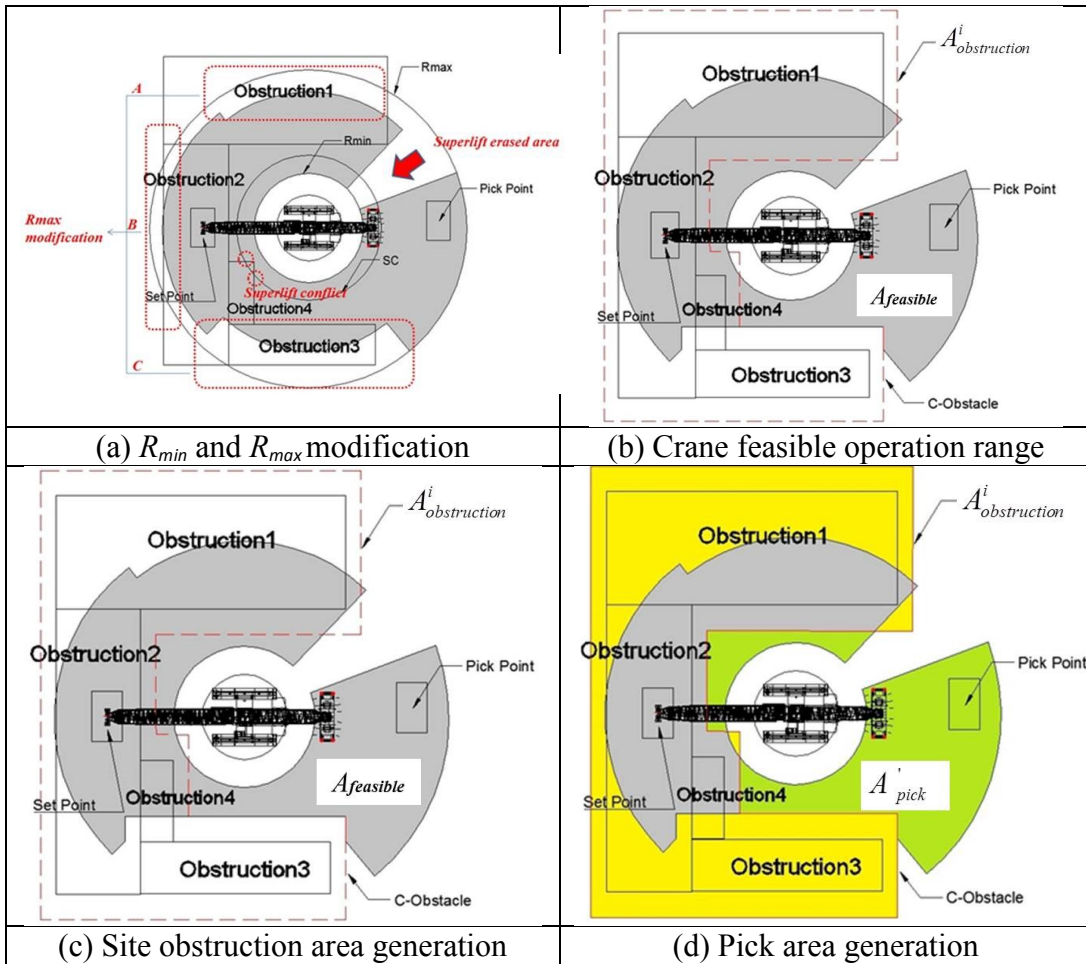 A
Obstruction1
Rmax
Rmin
Superlift erased area
Obstruction2
Pick Point
Rmax
modification
B
SC
Superlift conflict
Set Point
Obstruction4
Obstruction3
C
(a) Rmin and Rmax modification
A^i_obstruction
Obstruction1
Obstruction2
Pick Point
Afeasible
Set Point
Obstruction4
Obstruction3
C-Obstacle
(b) Crane feasible operation range
A^i_obstruction
Obstruction1
Obstruction2
Pick Point
Afeasible
Set Point
Obstruction4
Obstruction3
C-Obstacle
(c) Site obstruction area generation
A^i_obstruction
Obstruction1
Obstruction2
Pick Point
A'pick
Set Point
Obstruction4
Obstruction3
C-Obstacle
(d) Pick area generation